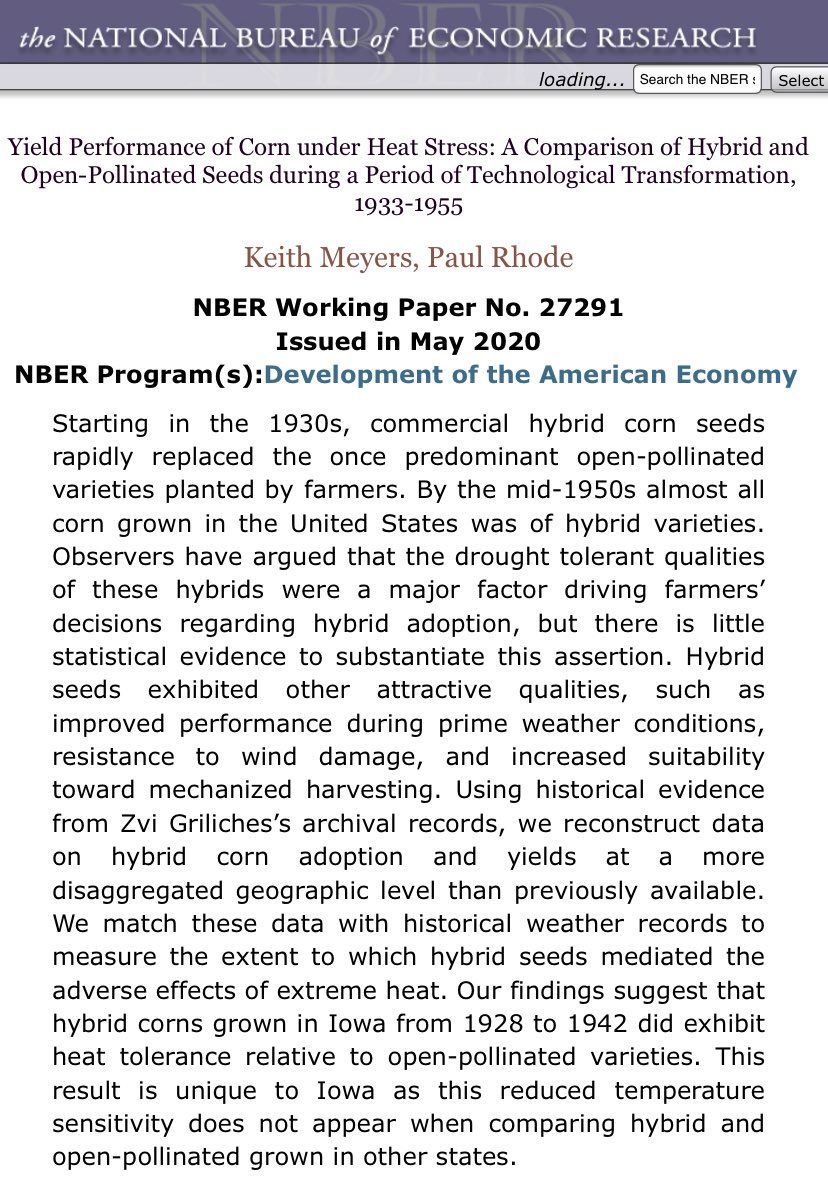 the NATIONAL BUREAU of ECONOMIC RESEARCH
NBER
loading...
Search the NBER s
Select
Yield Performance of Corn under Heat Stress: A Comparison of Hybrid and
Open-Pollinated Seeds during a Period of Technological Transformation,
1933-1955
Keith Meyers, Paul Rhode
NBER Working Paper No. 27291
Issued in May 2020
NBER Program(s):Development of the American Economy
Starting in the 1930s, commercial hybrid corn seeds
rapidly replaced the once predominant open-pollinated
varieties planted by farmers. By the mid-1950s almost all
corn grown in the United States was of hybrid varieties.
Observers have argued that the drought tolerant qualities
of these hybrids were a major factor driving farmers’
decisions regarding hybrid adoption, but there is little
statistical evidence to substantiate this assertion. Hybrid
seeds exhibited other attractive qualities, such as
improved performance during prime weather conditions,
resistance to wind damage, and increased suitability
toward mechanized harvesting. Using historical evidence
from Zvi Griliches’s archival records, we reconstruct data
on hybrid corn adoption and yields at a more
disaggregated geographic level than previously available.
We match these data with historical weather records to
measure the extent to which hybrid seeds mediated the
adverse effects of extreme heat. Our findings suggest that
hybrid corns grown in Iowa from 1928 to 1942 did exhibit
heat tolerance relative to open-pollinated varieties. This
result is unique to Iowa as this reduced temperature
sensitivity does not appear when comparing hybrid and
open-pollinated grown in other states.